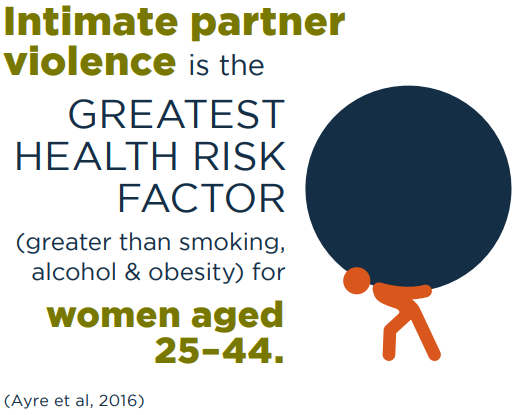 Intimate partner
violence is the
GREATEST
HEALTH RISK
FACTOR
(greater than smoking,
alcohol & obesity) for
women aged
25–44.
(Ayre et al, 2016)